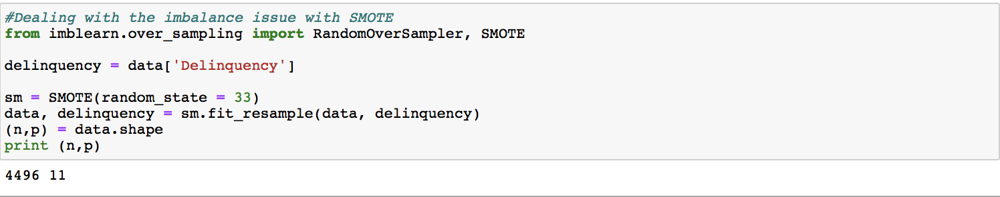 #Dealing with the imbalance issue with SMOTE
from imblearn.over_sampling import RandomOverSampler, SMOTE
delinquency = data['Delinquency']
sm = SMOTE(random_state = 33)
data, delinquency = sm.fit_resample(data, delinquency)
(n,p) = data.shape
print (n,p)
4496 11